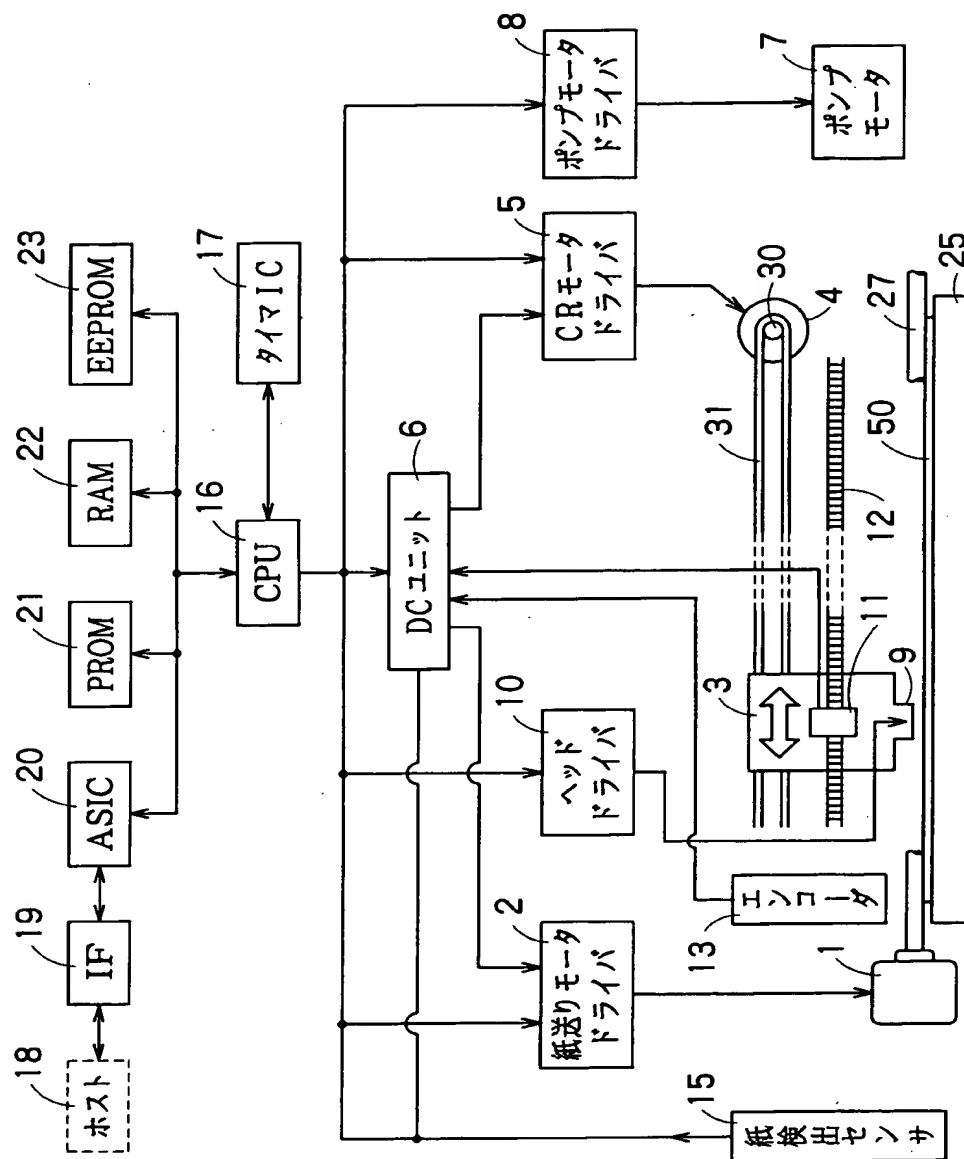 18
ホスト
19
IF
20
ASIC
21
PROM
22
RAM
23
EEPROM
16
CPU
17
タイマIC
6
DCユニット
15
紙検出センサ
2
紙送りモータ
ドライバ
10
ヘッド
ドライバ
5
CRモータ
ドライバ
8
ポンプモータ
ドライバ
7
ポンプ
モータ
13
エンコーダ
1
3
11
9
12
31
30
4
50
27
25